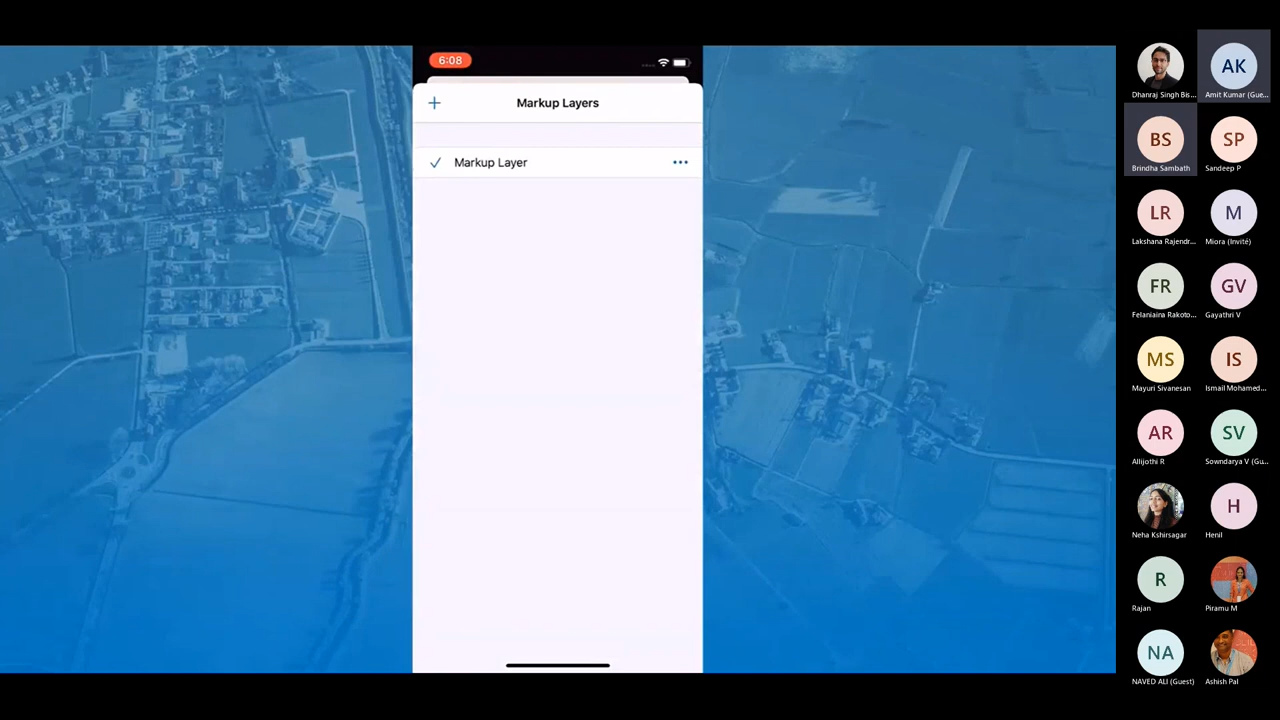 6:08
Markup Layers
Markup Layer
AK
Dhanraj Singh Bis...
Amit Kumar (Gue...
BS
SP
Brindha Sambath
Sandeep P
LR
M
Lakshana Rajendr...
Miora (Invité)
FR
GV
Felaniaina Rakoto...
Gayathri V
MS
IS
Mayuri Sivanesan
Ismail Mohamed...
AR
SV
Allijothi R
Sowndarya V (Gu...
H
Neha Kshirsagar
Henil
R
Rajan
Piramu M
NA
NAVED ALI (Guest)
Ashish Pal